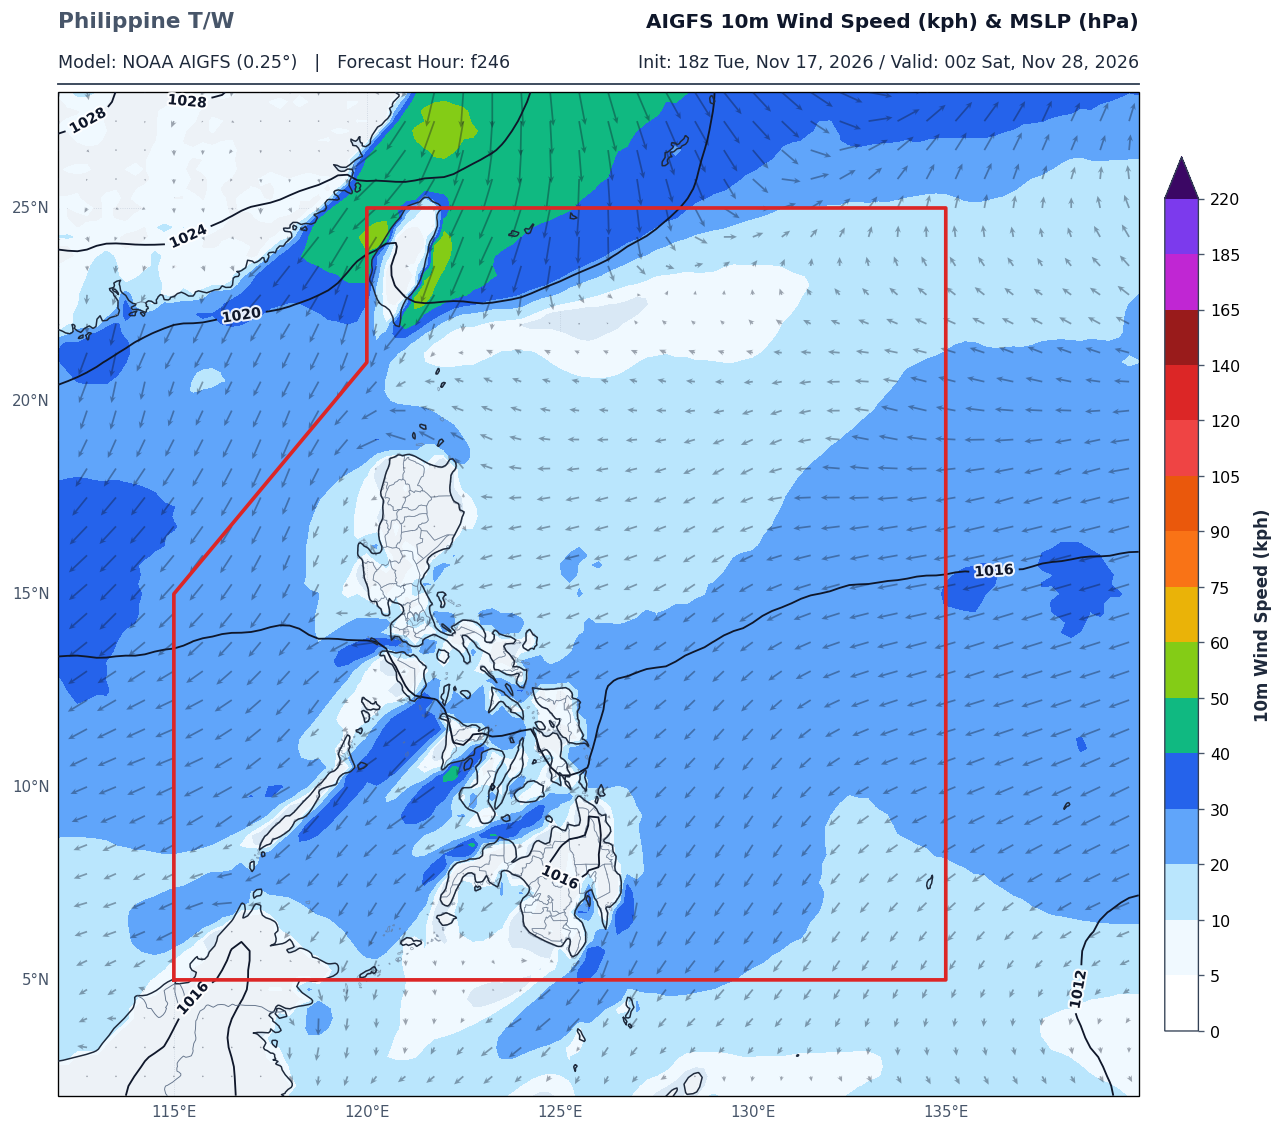 Philippine T/W
AIGFS 10m Wind Speed (kph) & MSLP (hPa)
Model: NOAA AIGFS (0.25°) | Forecast Hour: f246
Init: 18z Tue, Nov 17, 2026 / Valid: 00z Sat, Nov 28, 2026
1028
1028
1024
1020
1016
1016
1016
1012
25°N
20°N
15°N
10°N
5°N
115°E
120°E
125°E
130°E
135°E
220
185
165
140
120
105
90
75
60
50
40
30
20
10
5
0
10m Wind Speed (kph)